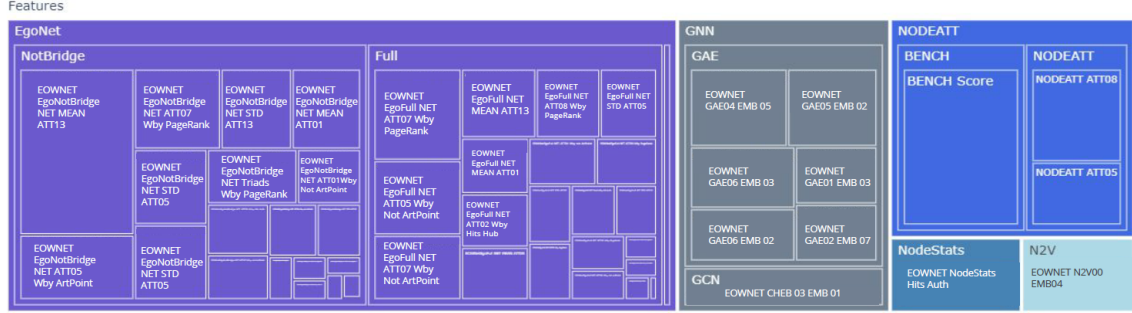 Features
EgoNet
NotBridge
EOWNET
EgoNotBridge
NET MEAN
ATT13
EOWNET
EgoNotBridge
NET ATT05
Wby ArtPoint
EOWNET
EgoNotBridge
NET ATT07
Wby PageRank
EOWNET
EgoNotBridge
NET STD
ATT13
EOWNET
EgoNotBridge
NET MEAN
ATT01
EOWNET
EgoNotBridge
NET STD
ATT05
EOWNET
EgoNotBridge
NET Triads
Wby PageRank
EOWNET
EgoNotBridge
NET ATT01Wby
Not ArtPoint
EOWNET
EgoNotBridge
NET STD
ATT05
Full
EOWNET
EgoFull NET
ATT07 Wby
PageRank
EOWNET
EgoFull NET
ATT05 Wby
Not ArtPoint
EOWNET
EgoFull NET
ATT07 Wby
Not ArtPoint
EOWNET
EgoFull NET
MEAN ATT13
EOWNET
EgoFull NET
ATT08 Wby
PageRank
EOWNET
EgoFull NET
STD ATT05
EOWNET
EgoFull NET
MEAN ATT01
EOWNET
EgoFull NET
ATT02 Wby
Hits Hub
GNN
GAE
EOWNET
GAE04 EMB 05
EOWNET
GAE05 EMB 02
EOWNET
GAE06 EMB 03
EOWNET
GAE01 EMB 03
EOWNET
GAE06 EMB 02
EOWNET
GAE02 EMB 07
GCN
EOWNET CHEB 03 EMB 01
NODEATT
BENCH
BENCH Score
NODEATT
NODEATT ATT08
NODEATT ATT05
NodeStats
EOWNET NodeStats
Hits Auth
N2V
EOWNET N2V00
EMB04